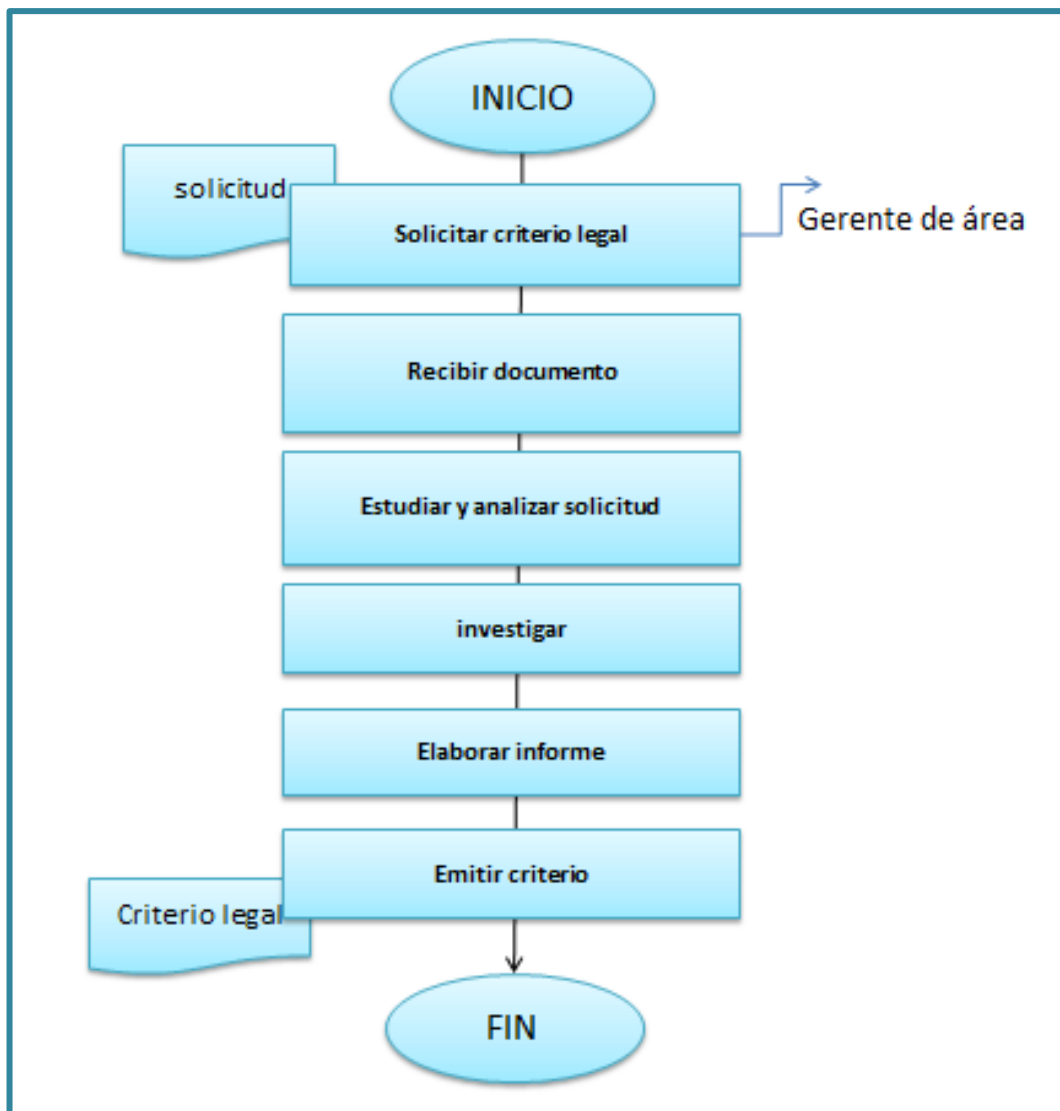 INICIO
solicitud
Solicitar criterio legal
Gerente de área
Recibir documento
Estudiar y analizar solicitud
investigar
Elaborar informe
Emitir criterio
Criterio legal
FIN